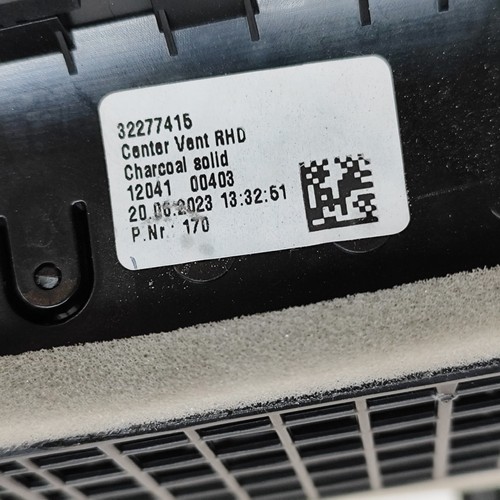 32277415
Center Vent RHD
Charcoal solid
12041 00403
20.06.2023 13:32:51
P.Nr.: 170